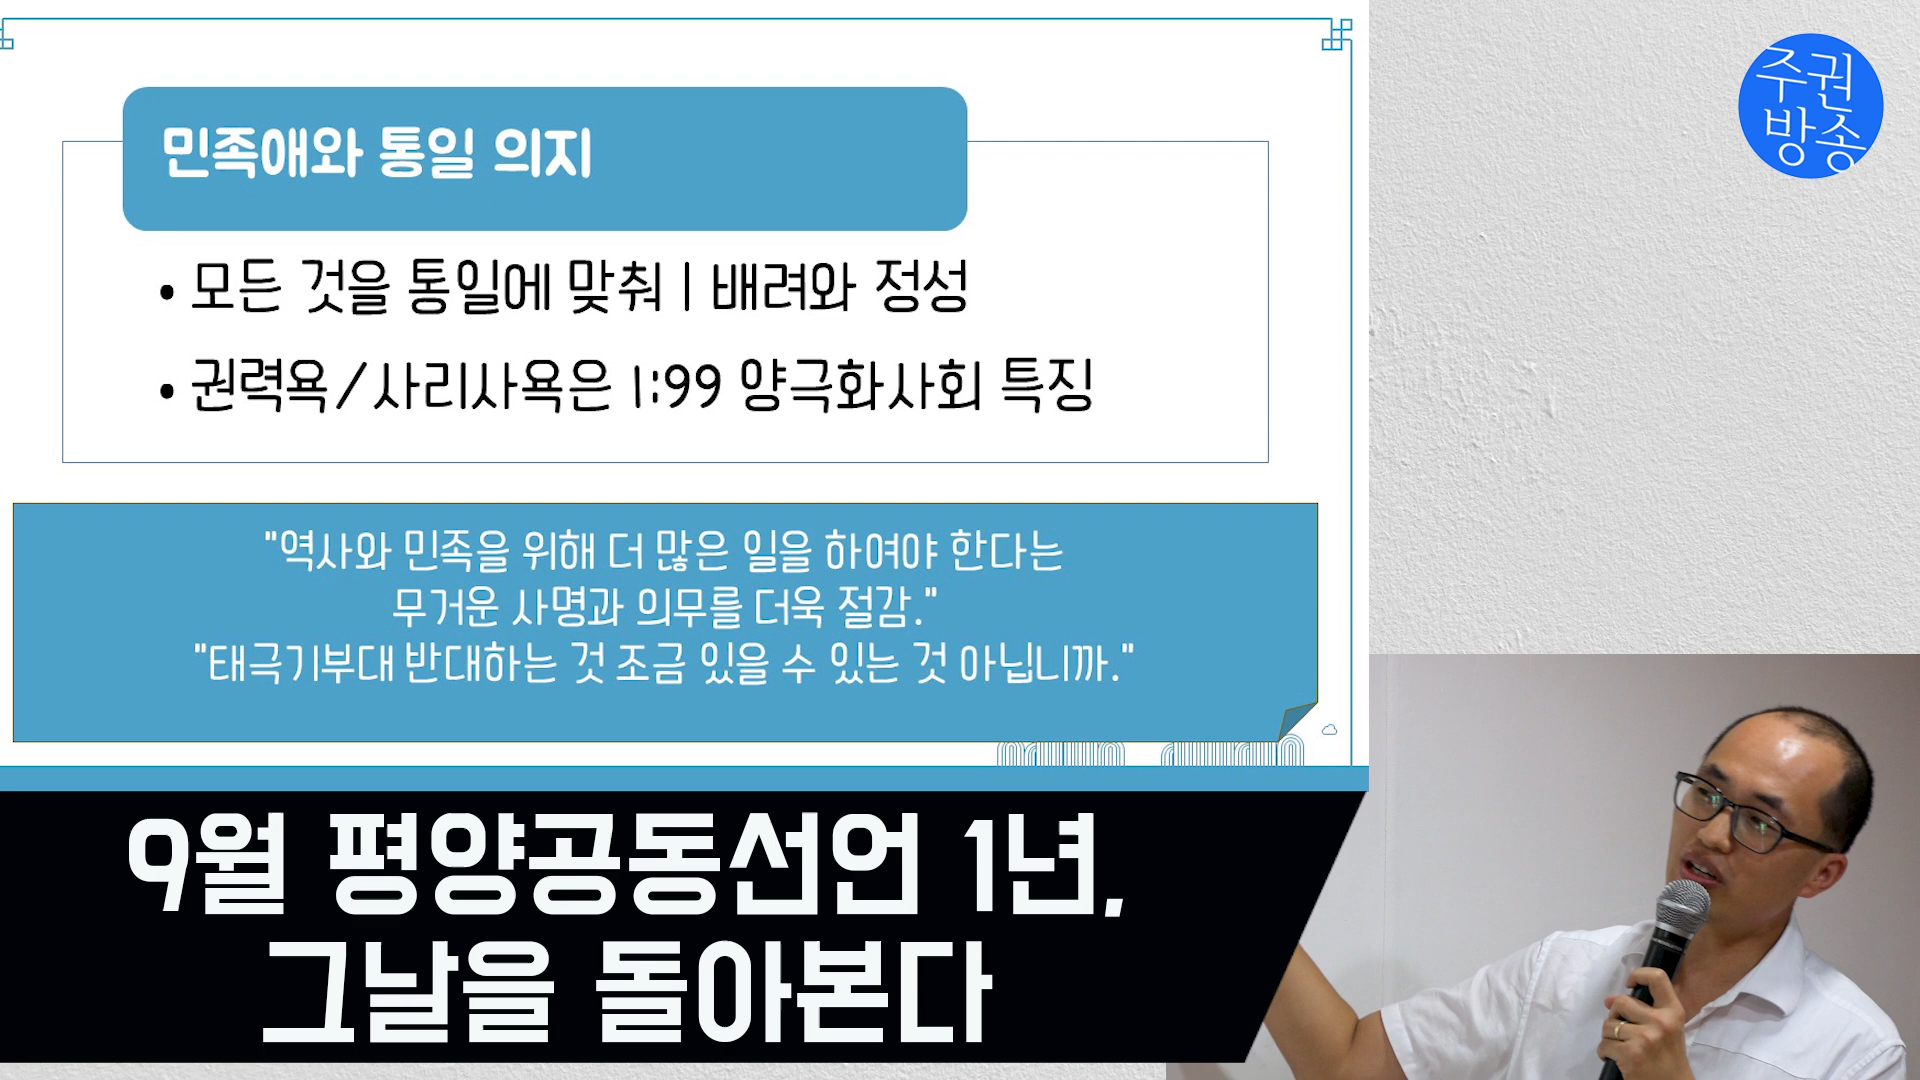 민족애와 통일 의지
• 모든 것을 통일에 맞춰 | 배려와 정성
• 권력욕/사리사욕은 1:99 양극화사회 특징
"역사와 민족을 위해 더 많은 일을 하여야 한다는
무거운 사명과 의무를 더욱 절감."
"태극기부대 반대하는 것 조금 있을 수 있는 것 아닙니까."
9월 평양공동선언 1년,
그날을 돌아본다
주권
방송